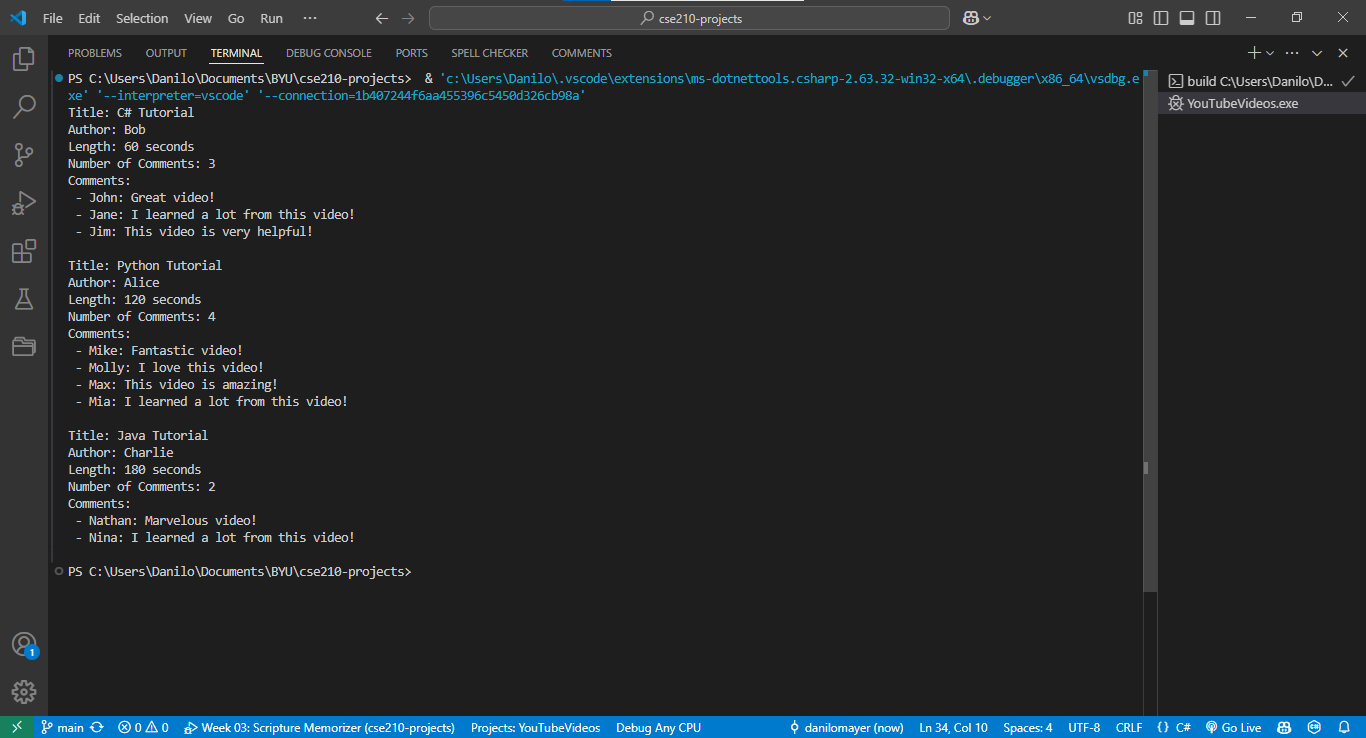 File Edit Selection View Go Run ··· cse210-projects
PROBLEMS OUTPUT TERMINAL DEBUG CONSOLE PORTS SPELL CHECKER COMMENTS
PS C:\Users\Danilo\Documents\BYU\cse210-projects>  & 'c:\Users\Danilo\.vscode\extensions\ms-dotnettools.csharp-2.63.32-win32-x64\.debugger\x86_64\vsdbg.e
xe' '--interpreter=vscode' '--connection=1b407244f6aa455396c5450d326cb98a'
Title: C# Tutorial
Author: Bob
Length: 60 seconds
Number of Comments: 3
Comments:
 - John: Great video!
 - Jane: I learned a lot from this video!
 - Jim: This video is very helpful!

Title: Python Tutorial
Author: Alice
Length: 120 seconds
Number of Comments: 4
Comments:
 - Mike: Fantastic video!
 - Molly: I love this video!
 - Max: This video is amazing!
 - Mia: I learned a lot from this video!

Title: Java Tutorial
Author: Charlie
Length: 180 seconds
Number of Comments: 2
Comments:
 - Nathan: Marvelous video!
 - Nina: I learned a lot from this video!

PS C:\Users\Danilo\Documents\BYU\cse210-projects>
build C:\Users\Danilo\D...
YouTubeVideos.exe
1
main 0 0 Week 03: Scripture Memorizer (cse210-projects) Projects: YouTubeVideos Debug Any CPU danilomayer (now) Ln 34, Col 10 Spaces: 4 UTF-8 CRLF {} C# Go Live